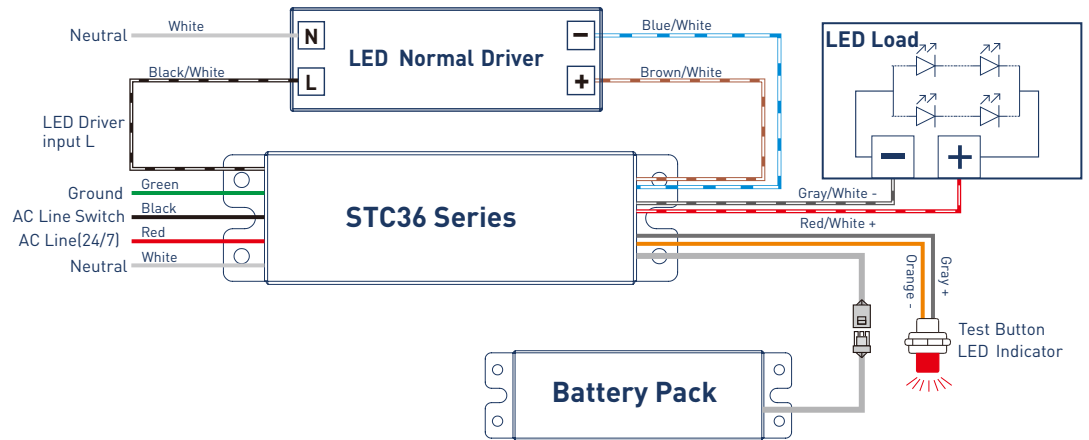 Neutral
White
N
LED Normal Driver
−
Blue/White
L
Black/White
+
Brown/White
LED Driver
input L
LED Load
−
+
Ground
Green
AC Line Switch
Black
AC Line(24/7)
Red
Neutral
White
STC36 Series
Gray/White -
Red/White +
Orange -
Gray +
Test Button
LED Indicator
Battery Pack